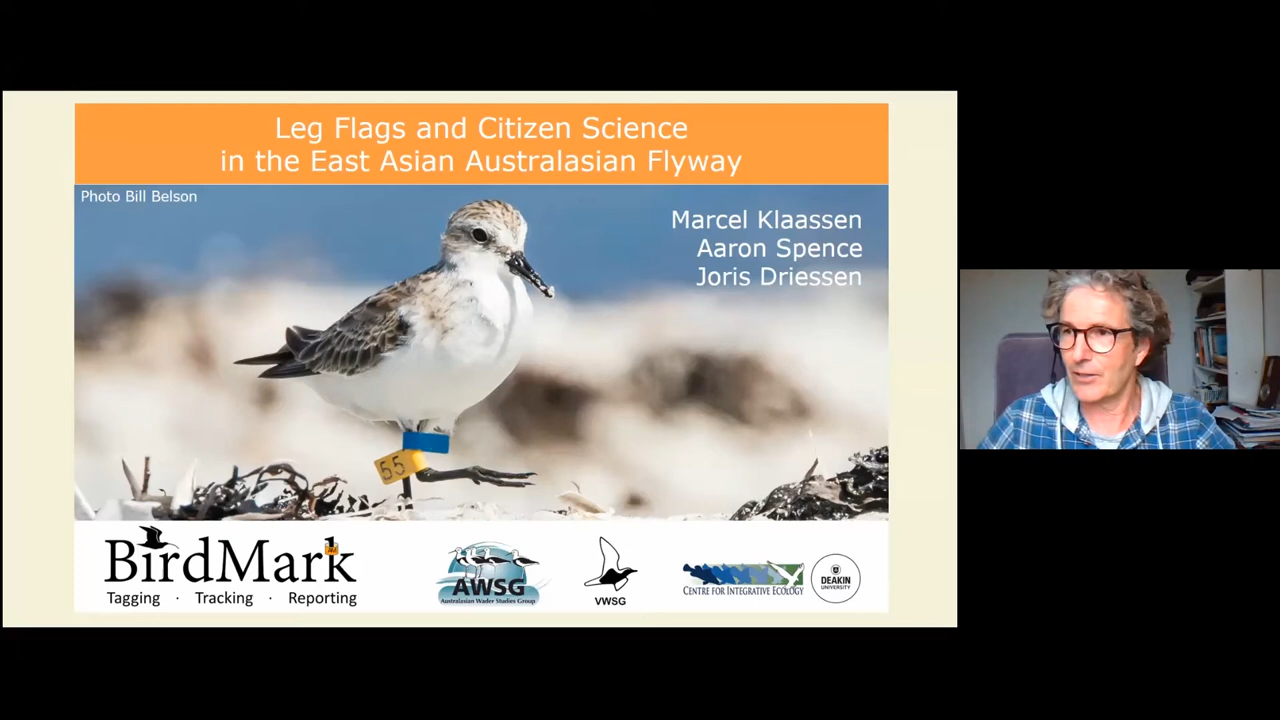 Leg Flags and Citizen Science
in the East Asian Australasian Flyway
Photo Bill Belson
Marcel Klaassen
Aaron Spence
Joris Driessen
55
BirdMark
Tagging · Tracking · Reporting
AWSG
Australasian Wader Studies Group
VWSG
CENTRE FOR INTEGRATIVE ECOLOGY
DEAKIN
UNIVERSITY